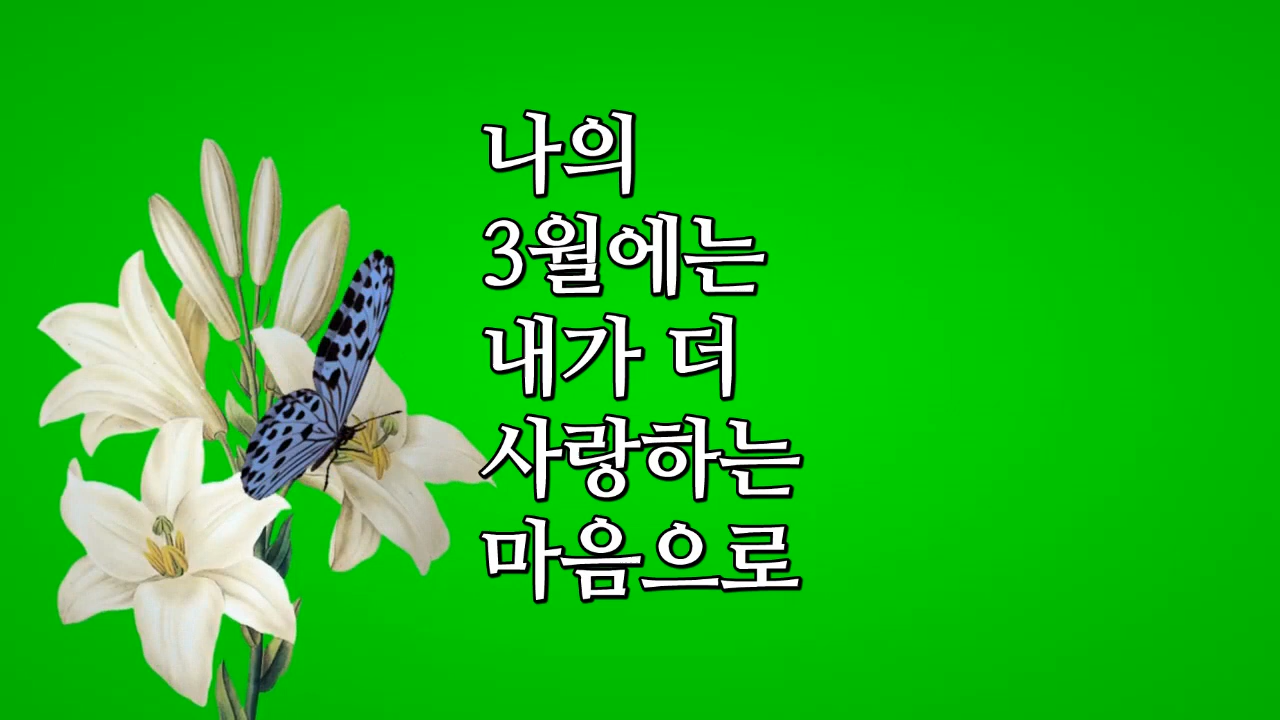 나의
3월에는
내가 더
사랑하는
마음으로